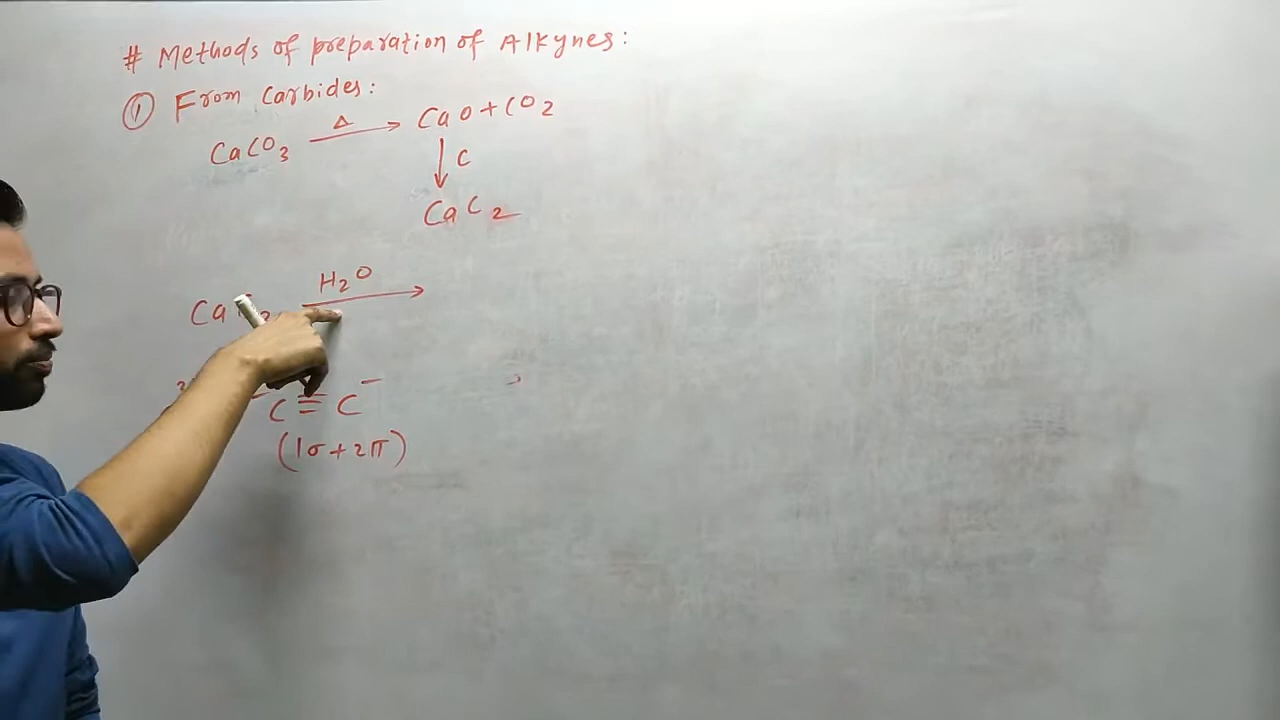 # Methods of preparation of Alkynes:
① From Carbides:
CaCO3 Δ→ CaO+CO2
↓ C
CaC2
H2O
Ca →
⁻C≡C⁻
(1σ+2π)